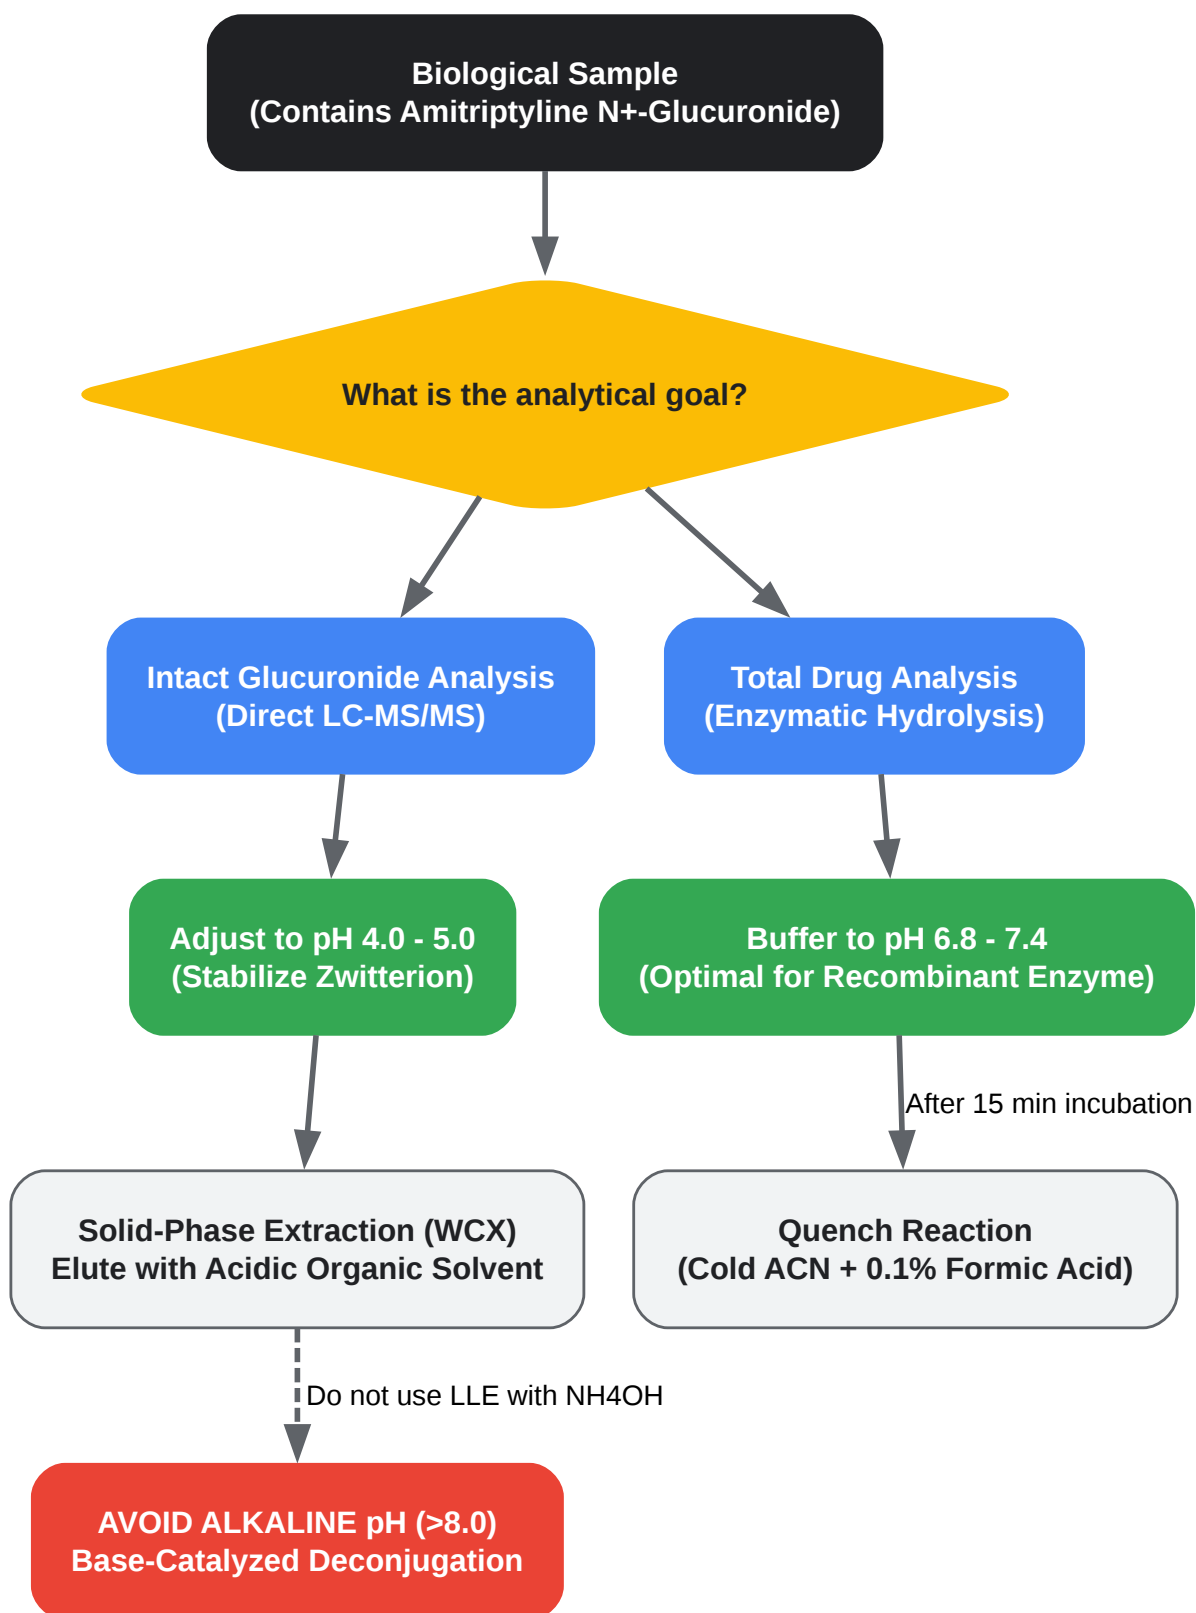 Biological Sample
(Contains Amitriptyline N+-Glucuronide)
What is the analytical goal?
Intact Glucuronide Analysis
(Direct LC-MS/MS)
Total Drug Analysis
(Enzymatic Hydrolysis)
Adjust to pH 4.0 - 5.0
(Stabilize Zwitterion)
Buffer to pH 6.8 - 7.4
(Optimal for Recombinant Enzyme)
After 15 min incubation
Solid-Phase Extraction (WCX)
Elute with Acidic Organic Solvent
Quench Reaction
(Cold ACN + 0.1% Formic Acid)
Do not use LLE with NH4OH
AVOID ALKALINE pH (>8.0)
Base-Catalyzed Deconjugation